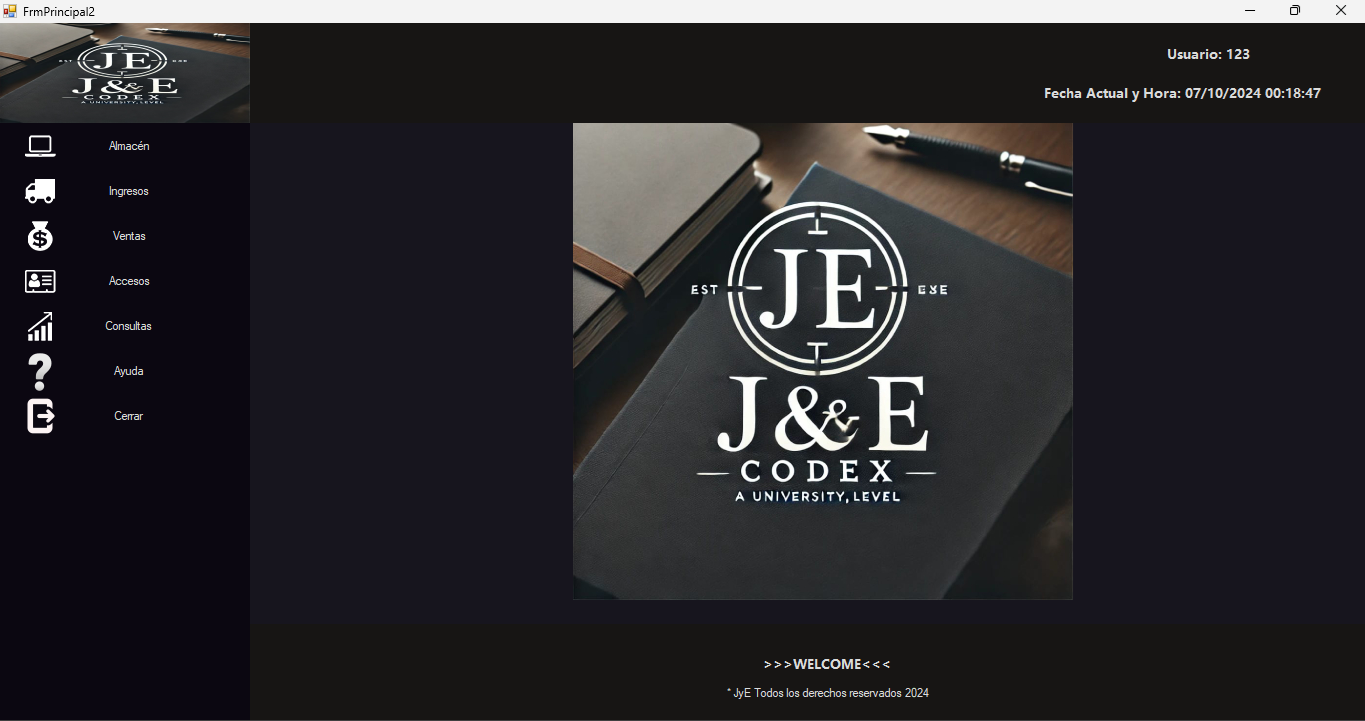 FrmPrincipal2
JE
J&E
CODEX
A UNIVERSITY, LEVEL
Usuario: 123
Fecha Actual y Hora: 07/10/2024 00:18:47
Almacén
Ingresos
Ventas
Accesos
Consultas
Ayuda
Cerrar
EST
JE
J&E
CODEX
A UNIVERSITY, LEVEL
>>>WELCOME<<<
* JyE Todos los derechos reservados 2024